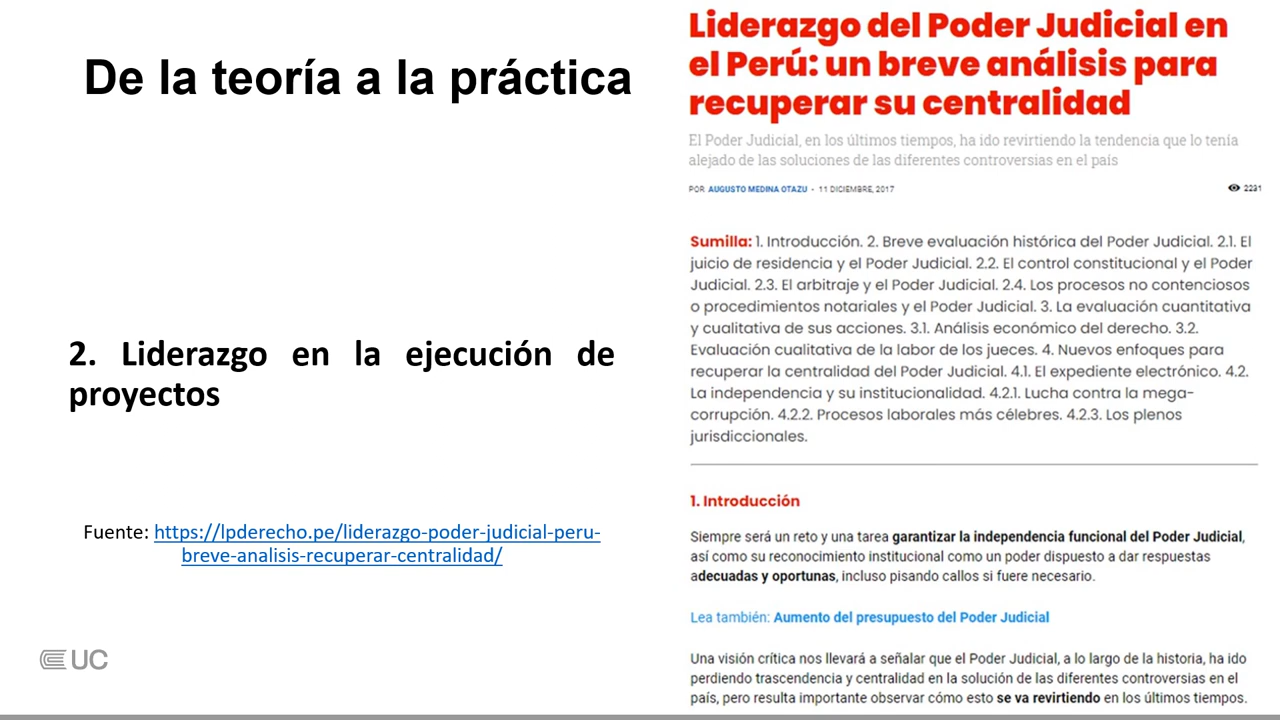 De la teoría a la práctica
2. Liderazgo en la ejecución de
proyectos
Fuente: https://lpderecho.pe/liderazgo-poder-judicial-peru-
breve-analisis-recuperar-centralidad/
UC
Liderazgo del Poder Judicial en
el Perú: un breve análisis para
recuperar su centralidad
El Poder Judicial, en los últimos tiempos, ha ido revirtiendo la tendencia que lo tenía
alejado de las soluciones de las diferentes controversias en el país
POR AUGUSTO MEDINA OTAZU - 11 DICIEMBRE, 2017
2231
Sumilla: 1. Introducción. 2. Breve evaluación histórica del Poder Judicial. 2.1. El
juicio de residencia y el Poder Judicial. 2.2. El control constitucional y el Poder
Judicial. 2.3. El arbitraje y el Poder Judicial. 2.4. Los procesos no contenciosos
o procedimientos notariales y el Poder Judicial. 3. La evaluación cuantitativa
y cualitativa de sus acciones. 3.1. Análisis económico del derecho. 3.2.
Evaluación cualitativa de la labor de los jueces. 4. Nuevos enfoques para
recuperar la centralidad del Poder Judicial. 4.1. El expediente electrónico. 4.2.
La independencia y su institucionalidad. 4.2.1. Lucha contra la mega-
corrupción. 4.2.2. Procesos laborales más célebres. 4.2.3. Los plenos
jurisdiccionales.
1. Introducción
Siempre será un reto y una tarea garantizar la independencia funcional del Poder Judicial,
así como su reconocimiento institucional como un poder dispuesto a dar respuestas
adecuadas y oportunas, incluso pisando callos si fuere necesario.
Lea también: Aumento del presupuesto del Poder Judicial
Una visión crítica nos llevará a señalar que el Poder Judicial, a lo largo de la historia, ha ido
perdiendo trascendencia y centralidad en la solución de las diferentes controversias en el
país, pero resulta importante observar cómo esto se va revirtiendo en los últimos tiempos.